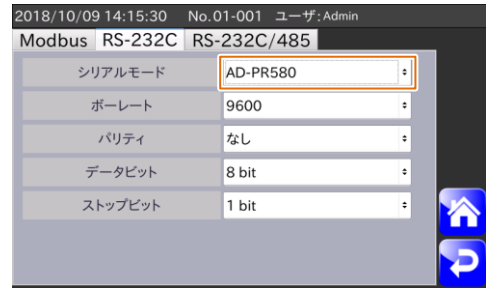 2018/10/09 14:15:30 No.01-001 ユーザ:Admin
Modbus RS-232C RS-232C/485
シリアルモード AD-PR580
ボーレート 9600
パリティ なし
データビット 8 bit
ストップビット 1 bit